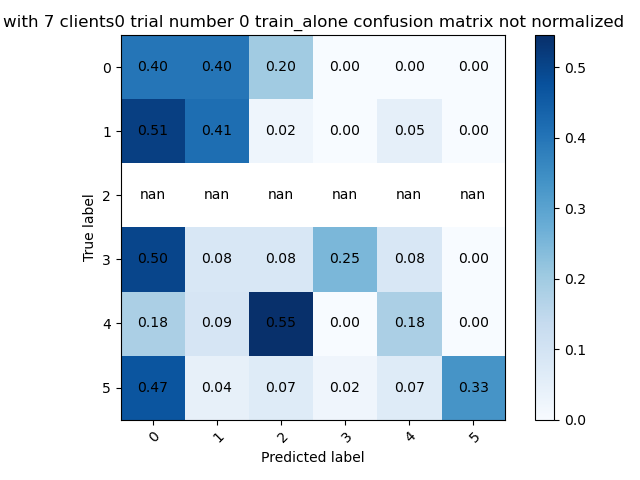 with 7 clients0 trial number 0 train_alone confusion matrix not normalized
0 0.40 0.40 0.20 0.00 0.00 0.00
1 0.51 0.41 0.02 0.00 0.05 0.00
2 nan nan nan nan nan nan
3 0.50 0.08 0.08 0.25 0.08 0.00
4 0.18 0.09 0.55 0.00 0.18 0.00
5 0.47 0.04 0.07 0.02 0.07 0.33
0 1 2 3 4 5
Predicted label
True label
0.5
0.4
0.3
0.2
0.1
0.0